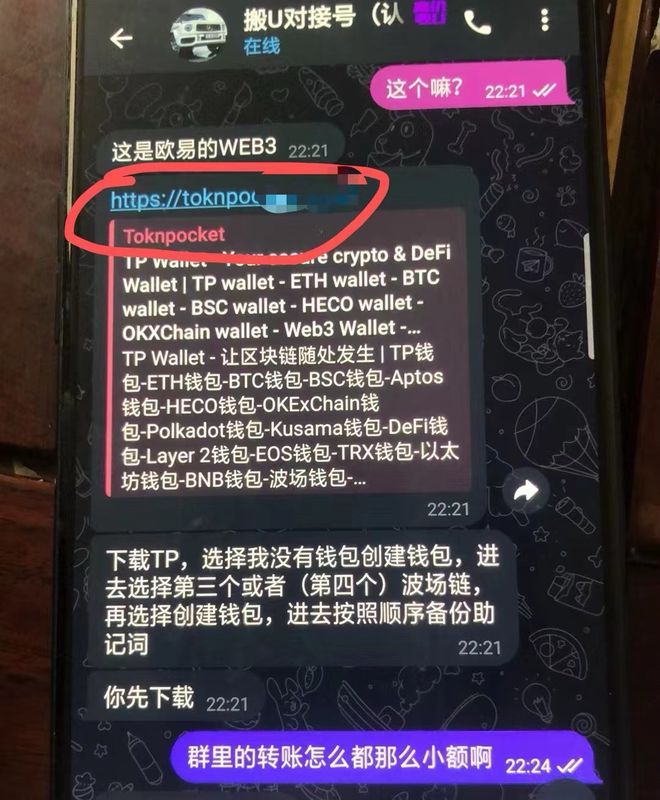 搬U对接号（认
在线
这个嘛？ 22:21
这是欧易的WEB3 22:21
https://toknpoc
Toknpocket
TP Wallet - Your secure crypto & DeFi
Wallet | TP wallet - ETH wallet - BTC
wallet - BSC wallet - HECO wallet -
OKXChain wallet - Web3 Wallet -...
TP Wallet - 让区块链随处发生 | TP钱
包-ETH钱包-BTC钱包-BSC钱包-Aptos
钱包-HECO钱包-OKExChain钱
包-Polkadot钱包-Kusama钱包-DeFi钱
包-Layer 2钱包-EOS钱包-TRX钱包-以太
坊钱包-BNB钱包-波场钱包-...
22:21
下载TP，选择我没有钱包创建钱包，进
去选择第三个或者（第四个）波场链，
再选择创建钱包，进去按照顺序备份助
记词 22:21
你先下载 22:21
群里的转账怎么都那么小额啊 22:24